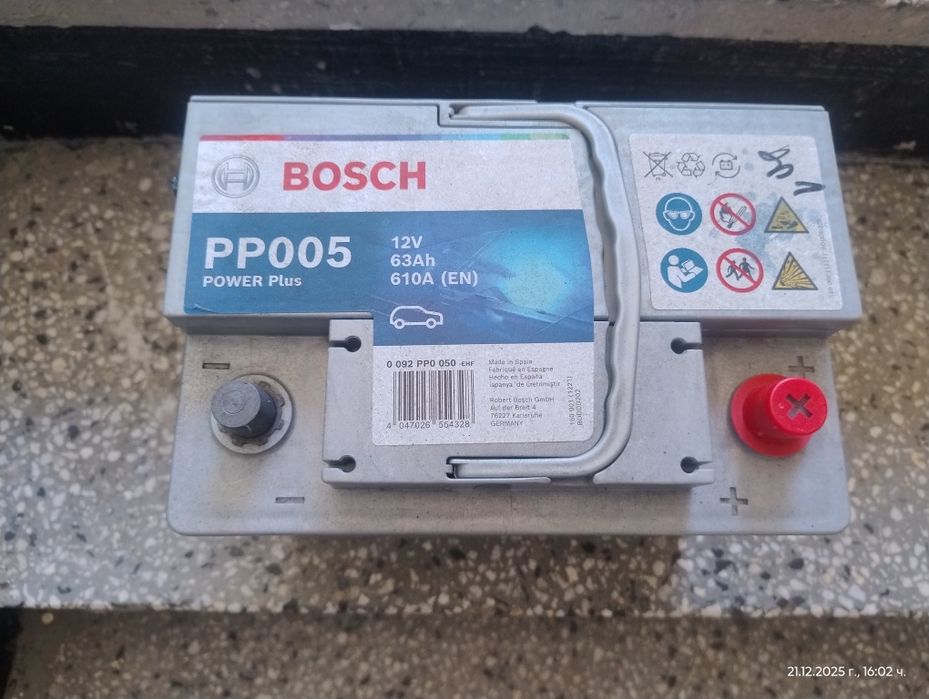 BOSCH
PP005
POWER Plus
12V
63Ah
610A (EN)
0 092 PP0 050 -EHF
4 047026 554328
Made in Spain
Fabriqué en Espagne
Hecho en España
İspanya' de üretilmiştir
Robert Bosch GmbH
Auf der Breit 4
76227 Karlsruhe
GERMANY
21.12.2025 г., 16:02 ч.